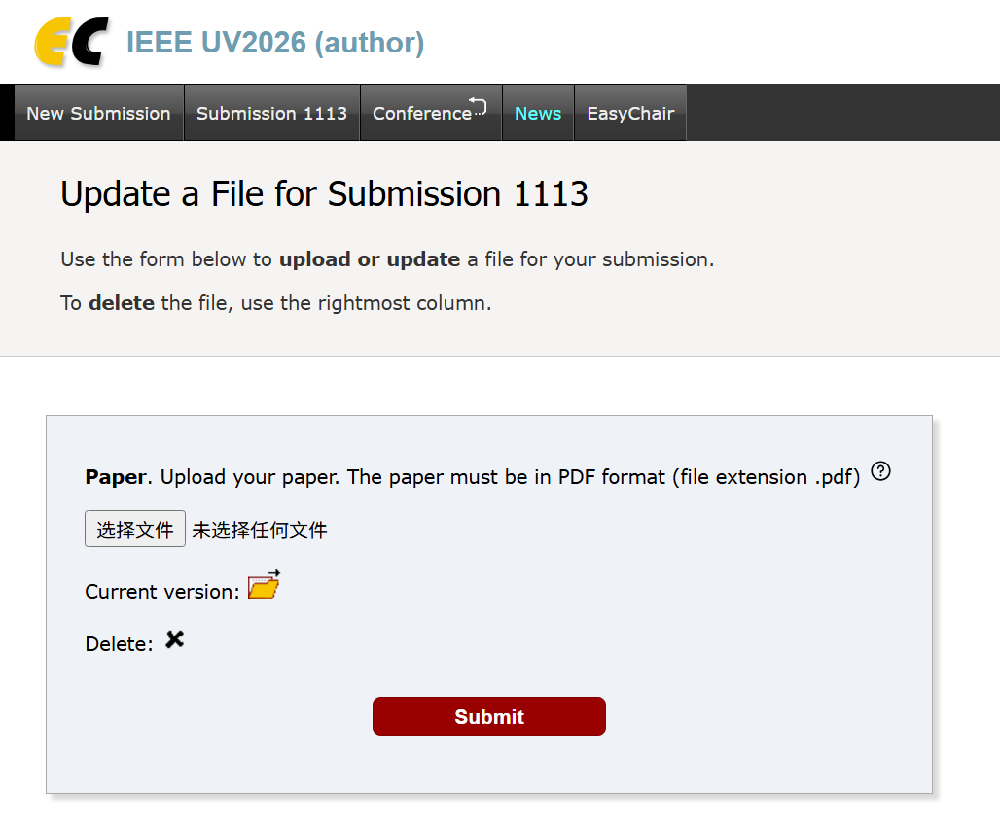 EC IEEE UV2026 (author)
New Submission Submission 1113 Conference News EasyChair
Update a File for Submission 1113
Use the form below to upload or update a file for your submission.
To delete the file, use the rightmost column.
Paper. Upload your paper. The paper must be in PDF format (file extension .pdf) ?
选择文件 未选择任何文件
Current version:
Delete:
Submit